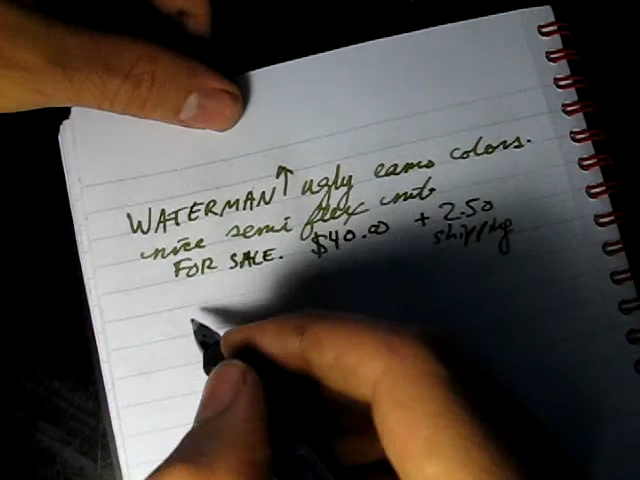 WATERMAN ↑ ugly camo colors.
nice semi flex nib
FOR SALE. $40.00 + 2.50
shipping